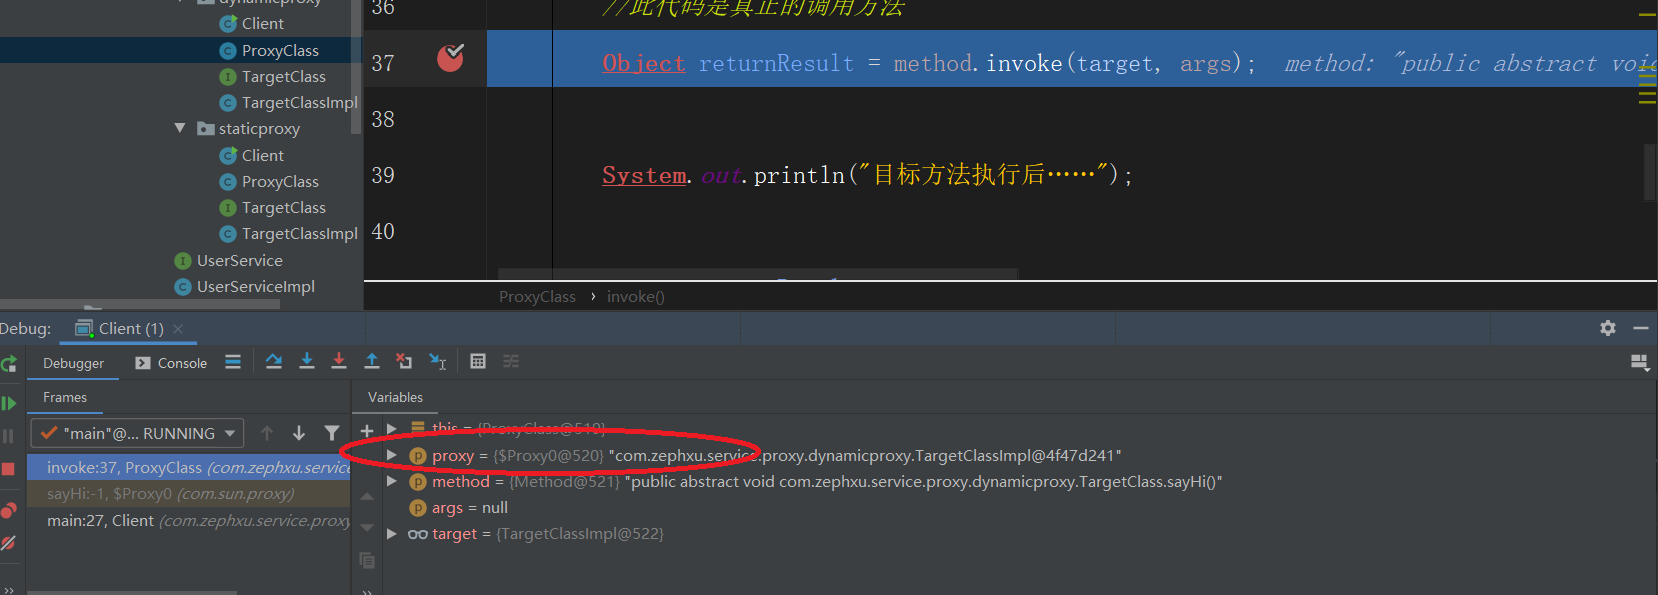 dynamicproxy
Client
ProxyClass
TargetClass
TargetClassImpl
staticproxy
Client
ProxyClass
TargetClass
TargetClassImpl
UserService
UserServiceImpl
36 //此代码是真正的调用方法
37 Object returnResult = method.invoke(target, args); method: "public abstract void
38
39 System.out.println("目标方法执行后……");
40
ProxyClass › invoke()
Debug: Client (1)
Debugger Console
Frames Variables
"main"@... RUNNING
invoke:37, ProxyClass (com.zephxu.service
sayHi:-1, $Proxy0 (com.sun.proxy)
main:27, Client (com.zephxu.service.proxy
this = {ProxyClass@519}
proxy = {$Proxy0@520} "com.zephxu.service.proxy.dynamicproxy.TargetClassImpl@4f47d241"
method = {Method@521} "public abstract void com.zephxu.service.proxy.dynamicproxy.TargetClass.sayHi()"
args = null
target = {TargetClassImpl@522}